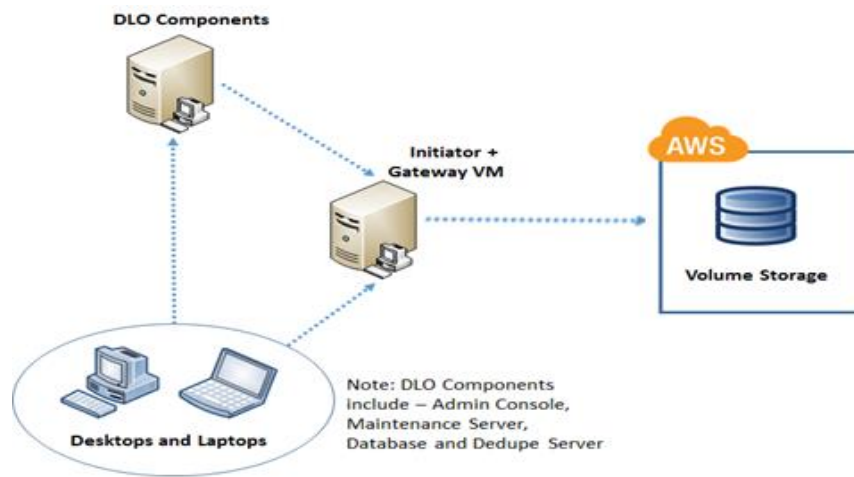 DLO Components
Initiator +
Gateway VM
AWS
Volume Storage
Desktops and Laptops
Note: DLO Components
include – Admin Console,
Maintenance Server,
Database and Dedupe Server